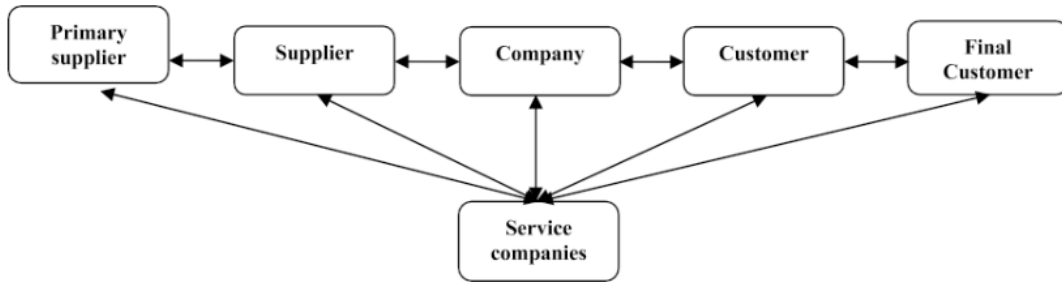 Primary
supplier
Supplier
Company
Customer
Final
Customer
Service
companies